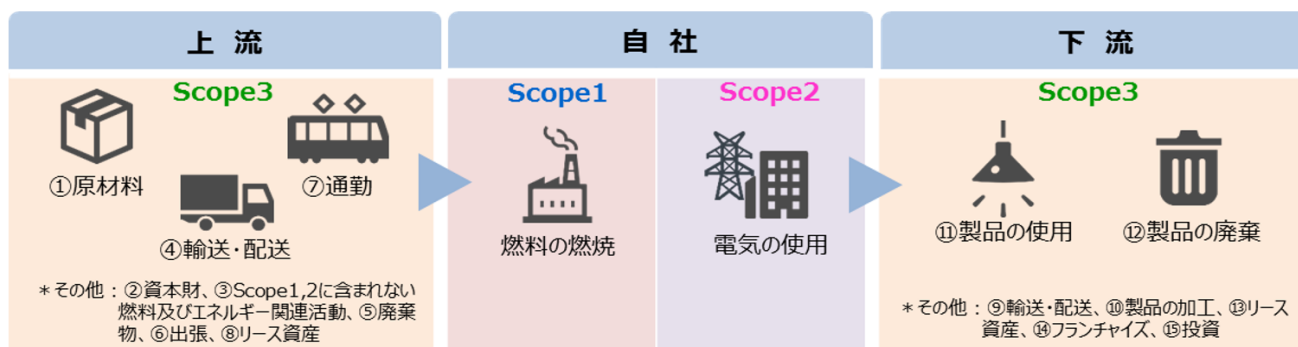 上 流
Scope3
①原材料
⑦通勤
④輸送・配送
＊その他：②資本財、③Scope1,2に含まれない
燃料及びエネルギー関連活動、⑤廃棄
物、⑥出張、⑧リース資産
自 社
Scope1
燃料の燃焼
Scope2
電気の使用
下 流
Scope3
⑪製品の使用
⑫製品の廃棄
＊その他：⑨輸送・配送、⑩製品の加工、⑬リース
資産、⑭フランチャイズ、⑮投資